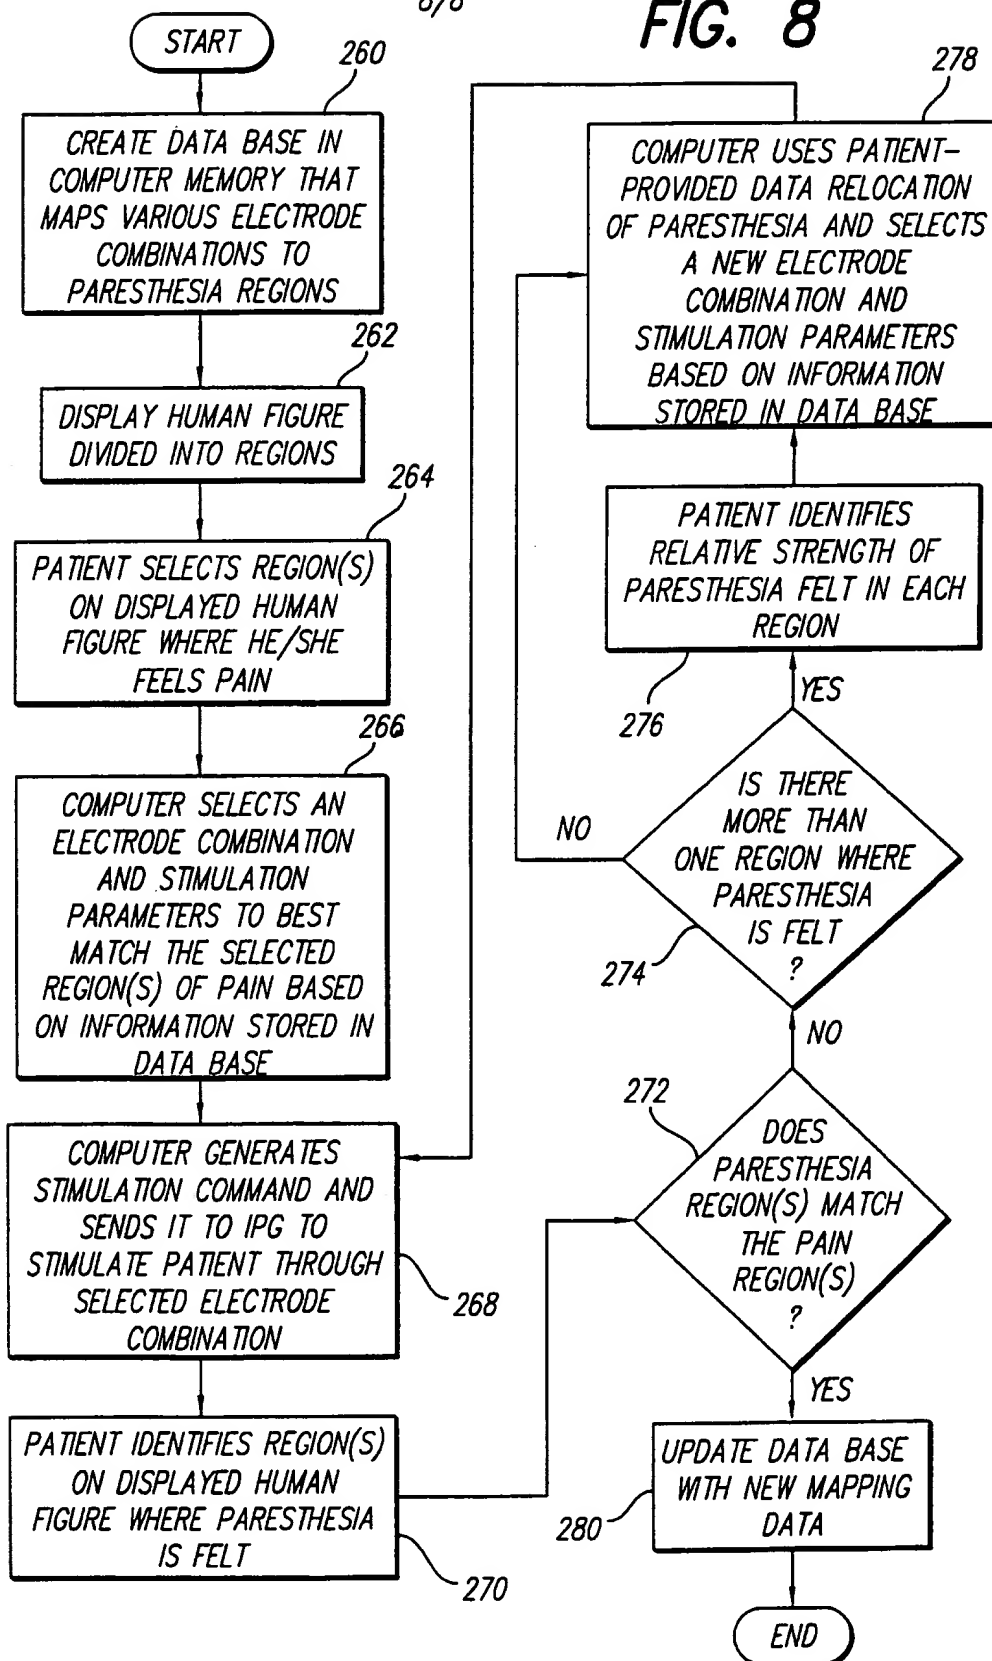 8/8
FIG. 8
START
260
CREATE DATA BASE IN
COMPUTER MEMORY THAT
MAPS VARIOUS ELECTRODE
COMBINATIONS TO
PARESTHESIA REGIONS
262
DISPLAY HUMAN FIGURE
DIVIDED INTO REGIONS
264
PATIENT SELECTS REGION(S)
ON DISPLAYED HUMAN
FIGURE WHERE HE/SHE
FEELS PAIN
266
COMPUTER SELECTS AN
ELECTRODE COMBINATION
AND STIMULATION
PARAMETERS TO BEST
MATCH THE SELECTED
REGION(S) OF PAIN BASED
ON INFORMATION STORED IN
DATA BASE
COMPUTER GENERATES
STIMULATION COMMAND AND
SENDS IT TO IPG TO
STIMULATE PATIENT THROUGH
SELECTED ELECTRODE
COMBINATION
268
PATIENT IDENTIFIES REGION(S)
ON DISPLAYED HUMAN
FIGURE WHERE PARESTHESIA
IS FELT
270
278
COMPUTER USES PATIENT-
PROVIDED DATA RELOCATION
OF PARESTHESIA AND SELECTS
A NEW ELECTRODE
COMBINATION AND
STIMULATION PARAMETERS
BASED ON INFORMATION
STORED IN DATA BASE
PATIENT IDENTIFIES
RELATIVE STRENGTH OF
PARESTHESIA FELT IN EACH
REGION
276
YES
IS THERE
MORE THAN
ONE REGION WHERE
PARESTHESIA
IS FELT
?
NO
274
NO
272
DOES
PARESTHESIA
REGION(S) MATCH
THE PAIN
REGION(S)
?
YES
UPDATE DATA BASE
WITH NEW MAPPING
DATA
280
END